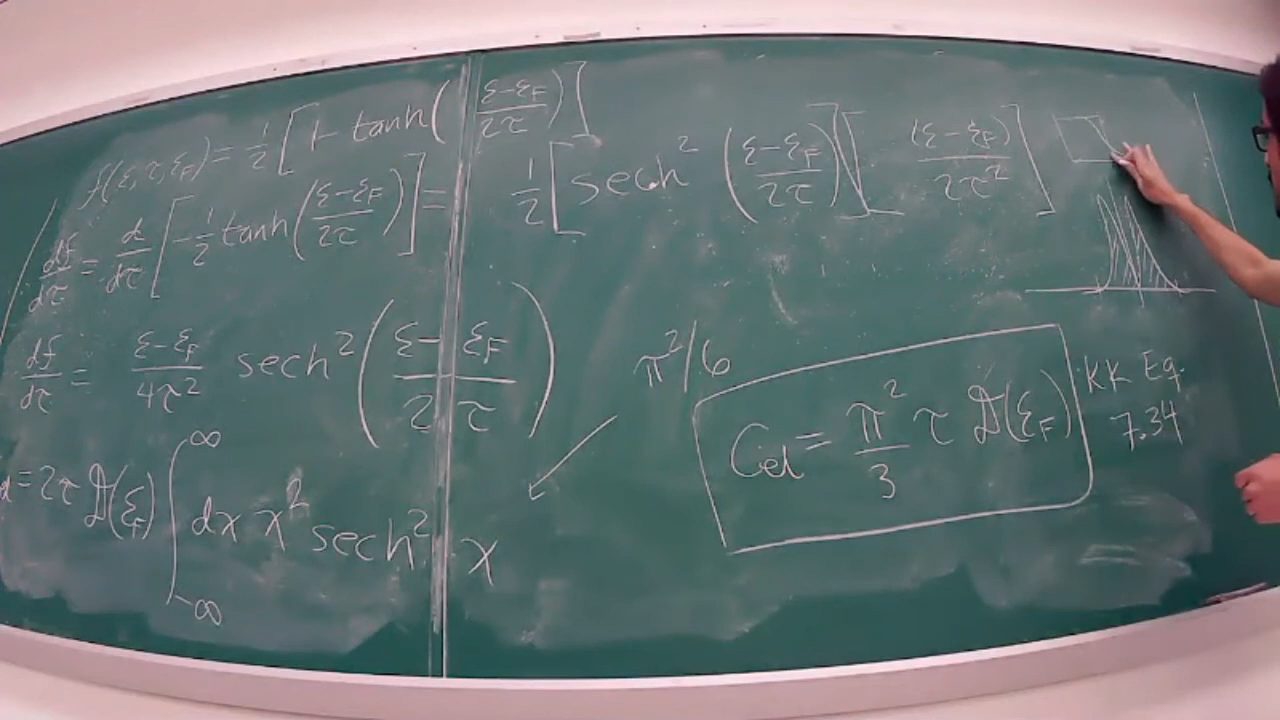 f(ε,τ,ε_F) = 1/2 [1 - tanh((ε-ε_F)/2τ)]
df/dτ = d/dτ [-1/2 tanh((ε-ε_F)/2τ)] = 1/2 [sech²((ε-ε_F)/2τ)] [(ε-ε_F)/2τ²]
df/dτ = (ε-ε_F)/4τ² sech²((ε-ε_F)/2τ)
π²/6
= 2τ 𝒟(ε_F) ∫_{-∞}^{∞} dx x² sech² x
C_el = π²/3 τ 𝒟(ε_F)
KK Eq.
7.34